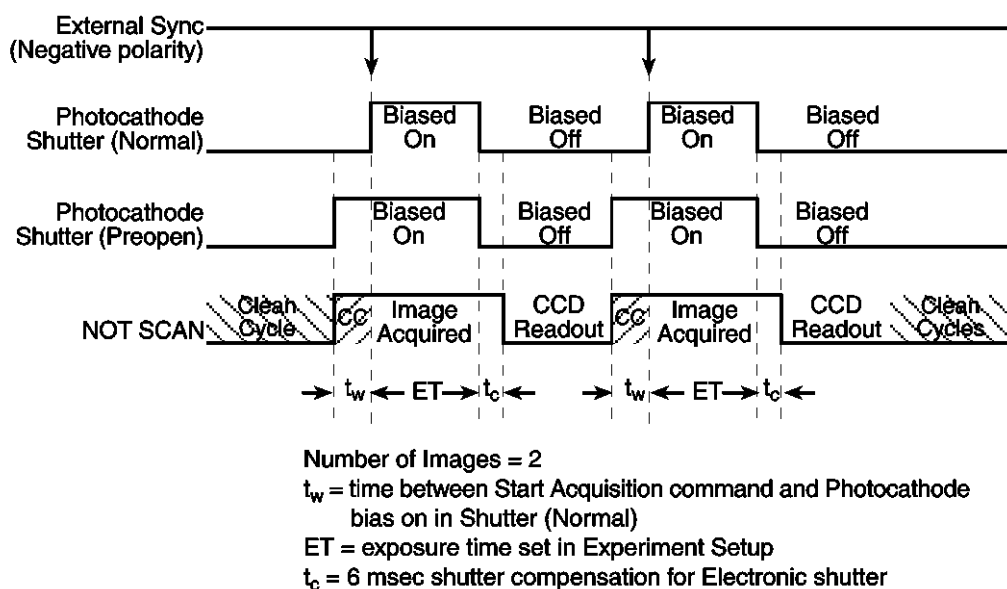 External Sync
(Negative polarity)
Photocathode
Shutter (Normal)
Biased
On
Biased
Off
Biased
On
Biased
Off
Photocathode
Shutter (Preopen)
Biased
On
Biased
Off
Biased
On
Biased
Off
NOT SCAN
Clean
Cycle
CC
Image
Acquired
CCD
Readout
CC
Image
Acquired
CCD
Readout
Clean
Cycles
tw ET tc tw ET tc
Number of Images = 2
tw = time between Start Acquisition command and Photocathode
bias on in Shutter (Normal)
ET = exposure time set in Experiment Setup
tc = 6 msec shutter compensation for Electronic shutter